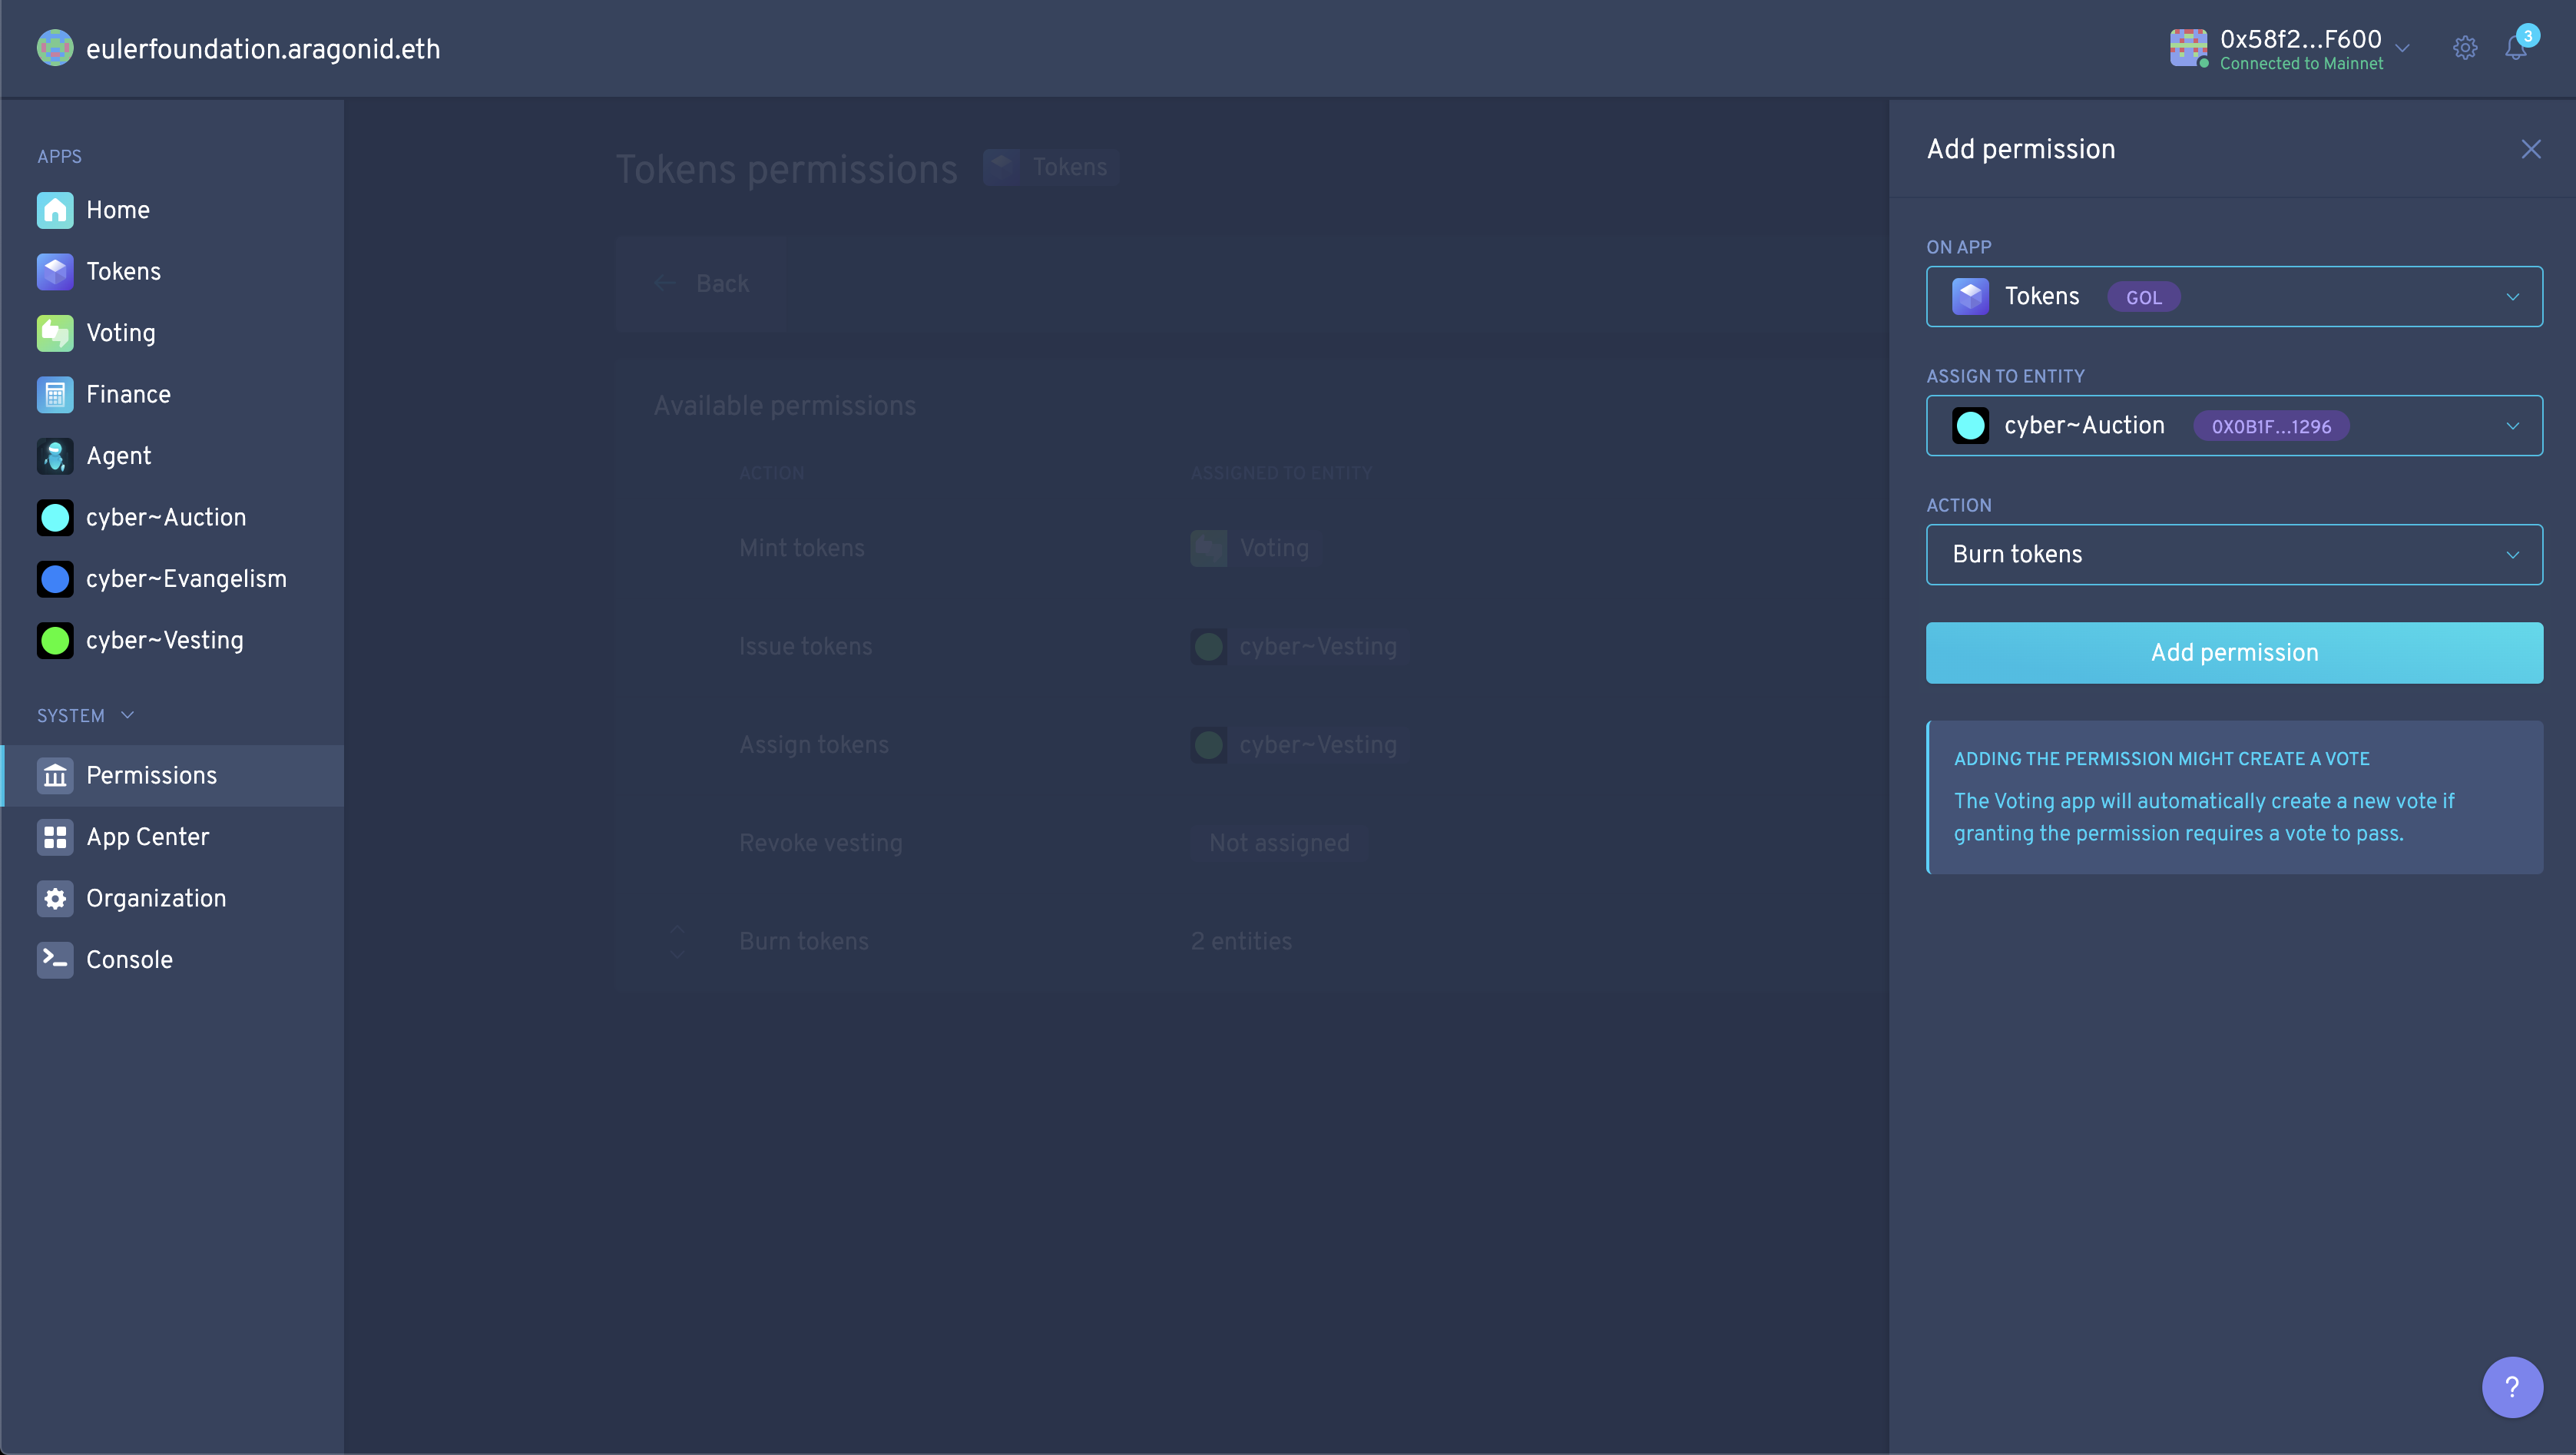 eulerfoundation.aragonid.eth
0x58f2...F600
Connected to Mainnet
3
APPS
Home
Tokens
Voting
Finance
Agent
cyber~Auction
cyber~Evangelism
cyber~Vesting
SYSTEM
Permissions
App Center
Organization
Console
Tokens permissions Tokens
Back
Available permissions
ACTION ASSIGNED TO ENTITY
Mint tokens Voting
Issue tokens cyber~Vesting
Assign tokens cyber~Vesting
Revoke vesting Not assigned
Burn tokens 2 entities
Add permission
ON APP
Tokens GOL
ASSIGN TO ENTITY
cyber~Auction 0X0B1F...1296
ACTION
Burn tokens
Add permission
ADDING THE PERMISSION MIGHT CREATE A VOTE
The Voting app will automatically create a new vote if
granting the permission requires a vote to pass.
?